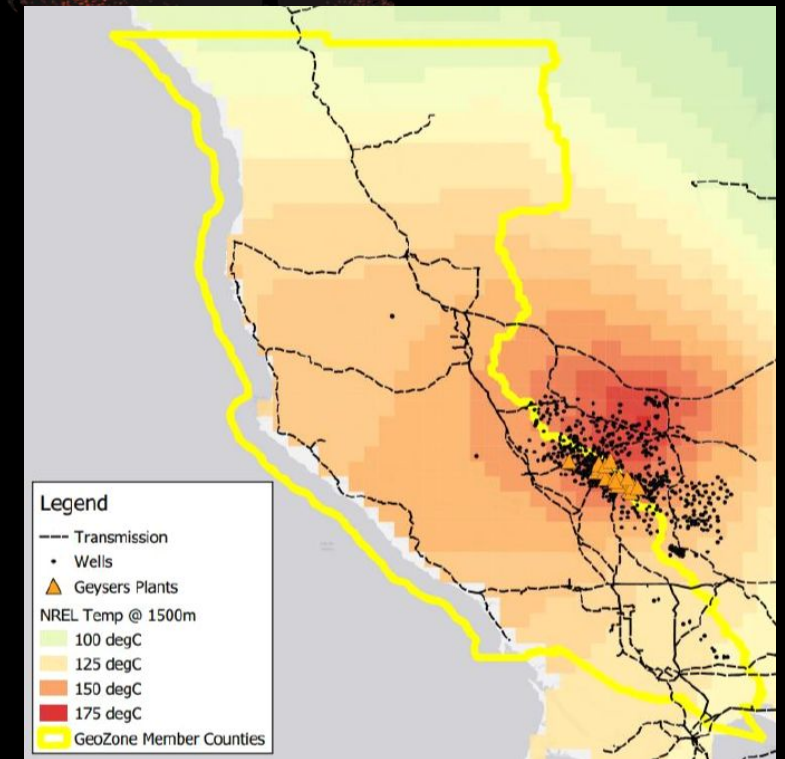 Legend
Transmission
Wells
Geysers Plants
NREL Temp @ 1500m
100 degC
125 degC
150 degC
175 degC
GeoZone Member Counties